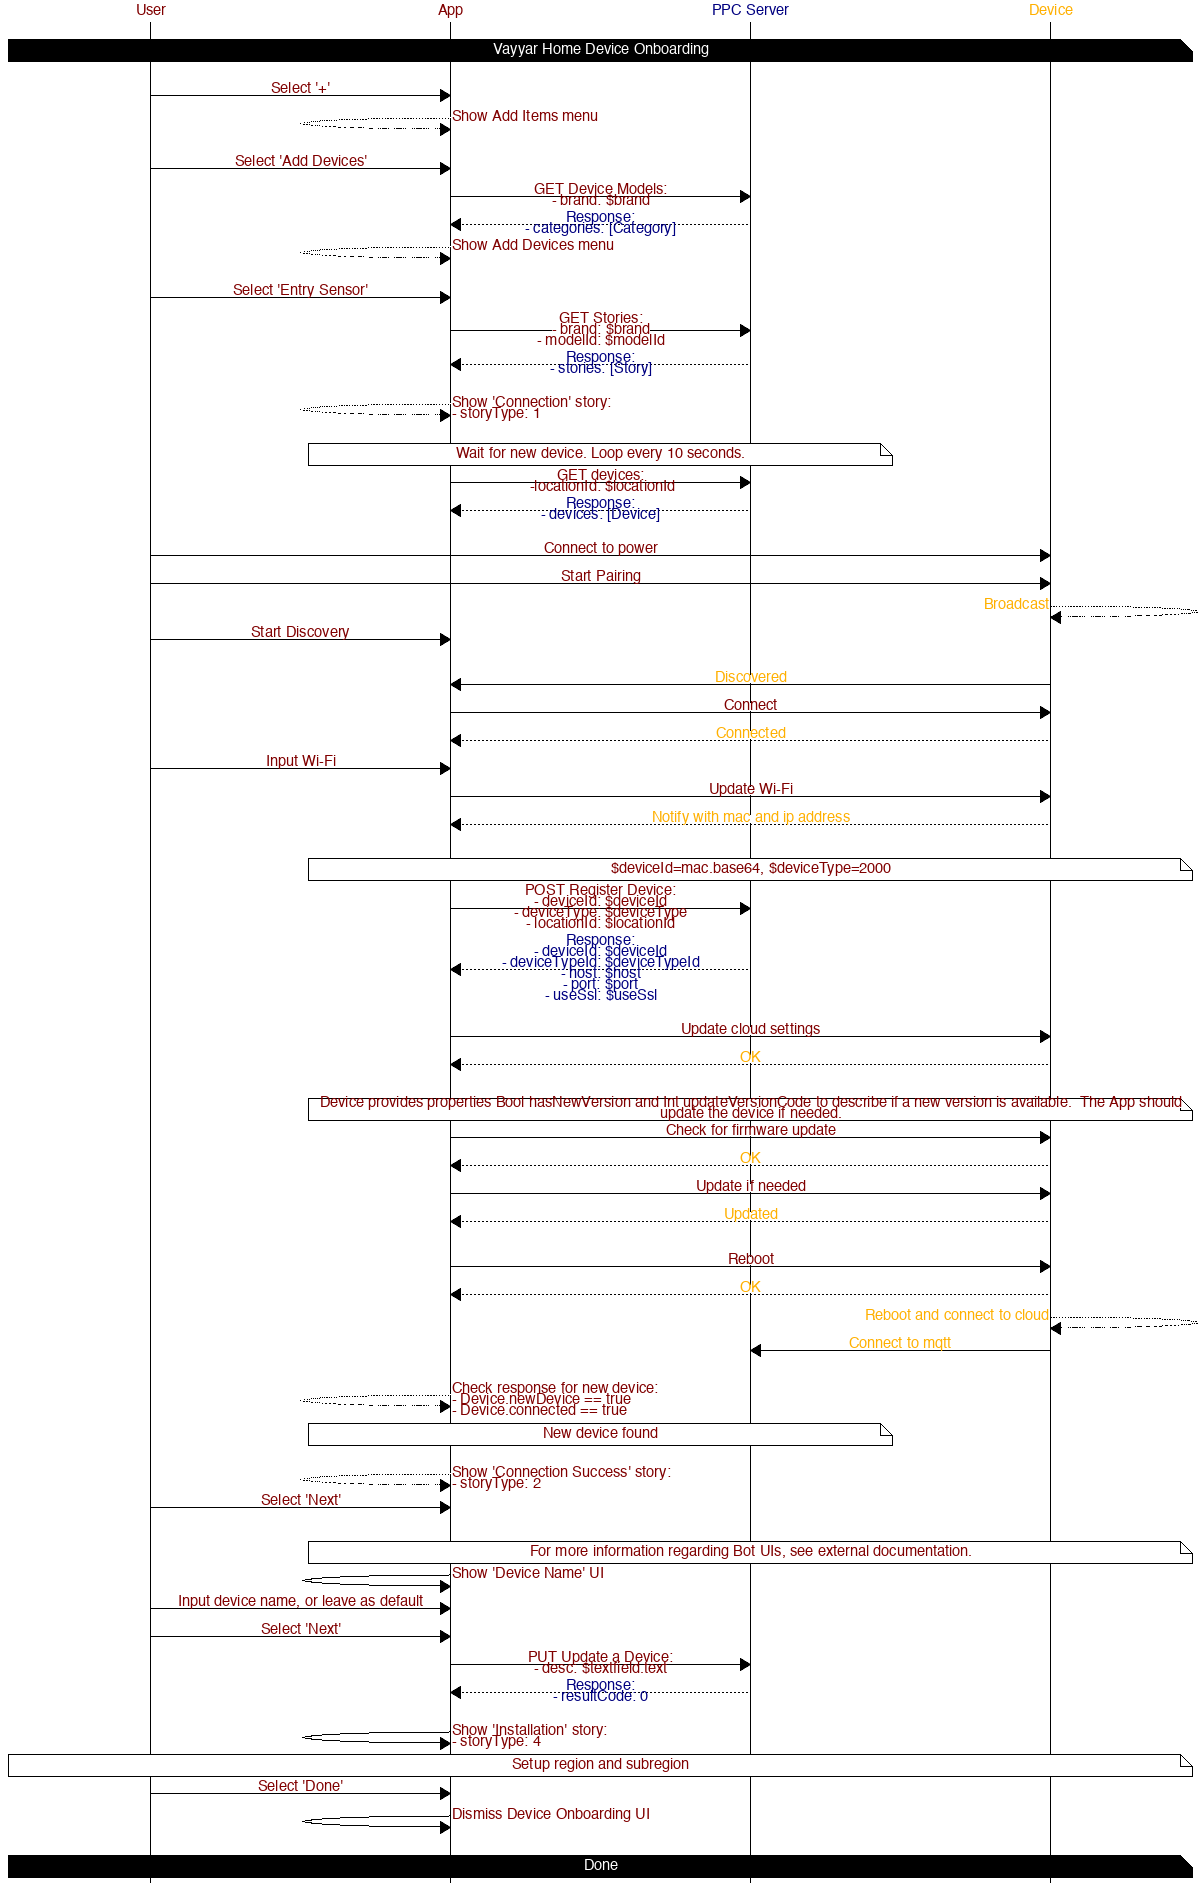 User App PPC Server Device
Vayyar Home Device Onboarding
Select '+'
Show Add Items menu
Select 'Add Devices'
GET Device Models:
- brand: $brand
Response:
- categories: [Category]
Show Add Devices menu
Select 'Entry Sensor'
GET Stories:
- brand: $brand
- modelId: $modelId
Response:
- stories: [Story]
Show 'Connection' story:
- storyType: 1
Wait for new device. Loop every 10 seconds.
GET devices:
-locationId: $locationId
Response:
- devices: [Device]
Connect to power
Start Pairing
Broadcast
Start Discovery
Discovered
Connect
Connected
Input Wi-Fi
Update Wi-Fi
Notify with mac and ip address
$deviceId=mac.base64, $deviceType=2000
POST Register Device:
- deviceId: $deviceId
- deviceType: $deviceType
- locationId: $locationId
Response:
- deviceId: $deviceId
- deviceTypeId: $deviceTypeId
- host: $host
- port: $port
- useSsl: $useSsl
Update cloud settings
OK
Device provides properties Bool hasNewVersion and Int updateVersionCode to describe if a new version is available.  The App should
update the device if needed.
Check for firmware update
OK
Update if needed
Updated
Reboot
OK
Reboot and connect to cloud
Connect to mqtt
Check response for new device:
- Device.newDevice == true
- Device.connected == true
New device found
Show 'Connection Success' story:
- storyType: 2
Select 'Next'
For more information regarding Bot UIs, see external documentation.
Show 'Device Name' UI
Input device name, or leave as default
Select 'Next'
PUT Update a Device:
- desc: $textfield.text
Response:
- resultCode: 0
Show 'Installation' story:
- storyType: 4
Setup region and subregion
Select 'Done'
Dismiss Device Onboarding UI
Done